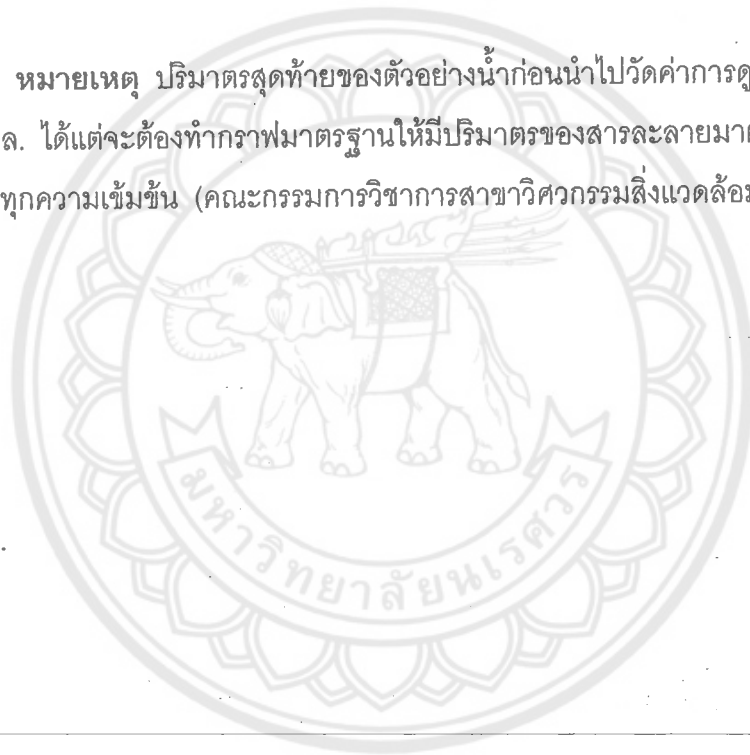 หมายเหตุ ปริมาตรสุดท้ายของตัวอย่างน้ำก่อนนำไปวัดค่าการดู
ล. ได้แต่จะต้องทำกราฟมาตรฐานให้มีปริมาตรของสารละลายมา
ทุกความเข้มข้น (คณะกรรมการวิชาการสาขาวิศวกรรมสิ่งแวดล้อม
มหาวิทยาลัยนเรศวร